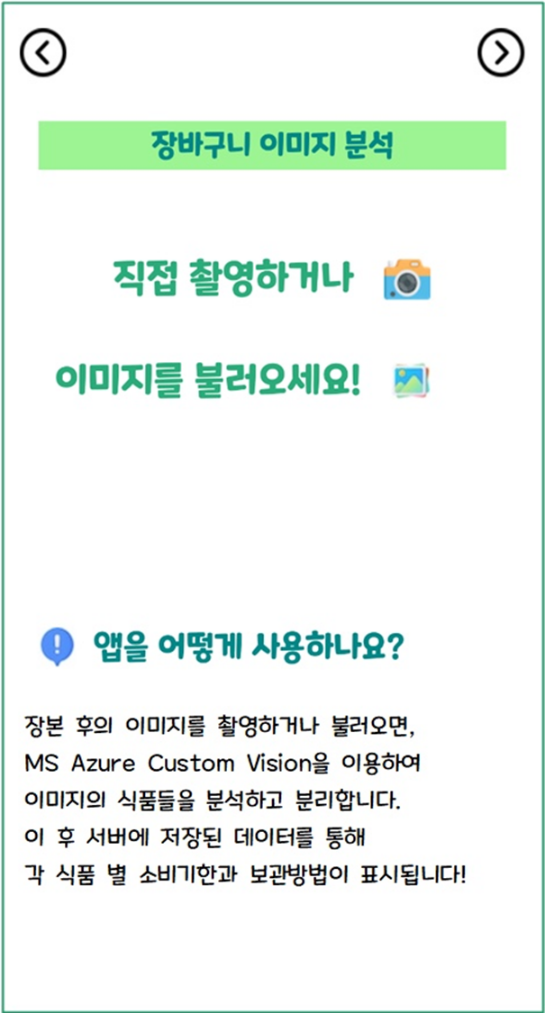 장바구니 이미지 분석
직접 촬영하거나
이미지를 불러오세요!
앱을 어떻게 사용하나요?
장본 후의 이미지를 촬영하거나 불러오면,
MS Azure Custom Vision을 이용하여
이미지의 식품들을 분석하고 분리합니다.
이 후 서버에 저장된 데이터를 통해
각 식품 별 소비기한과 보관방법이 표시됩니다!